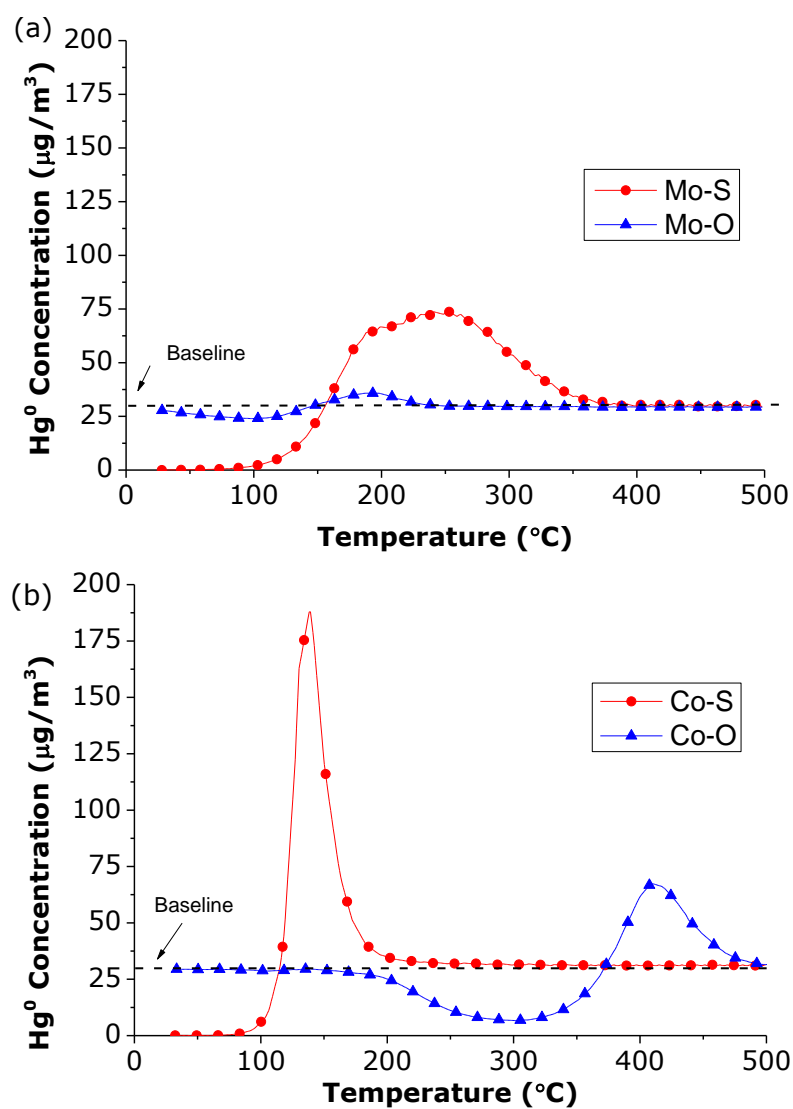 (a)
200
175
150
125
100
75
50
25
0
Hg⁰ Concentration (µg/m³)
Mo-S
Mo-O
Baseline
0 100 200 300 400 500
Temperature (°C)
(b)
200
175
150
125
100
75
50
25
0
Hg⁰ Concentration (µg/m³)
Co-S
Co-O
Baseline
0 100 200 300 400 500
Temperature (°C)